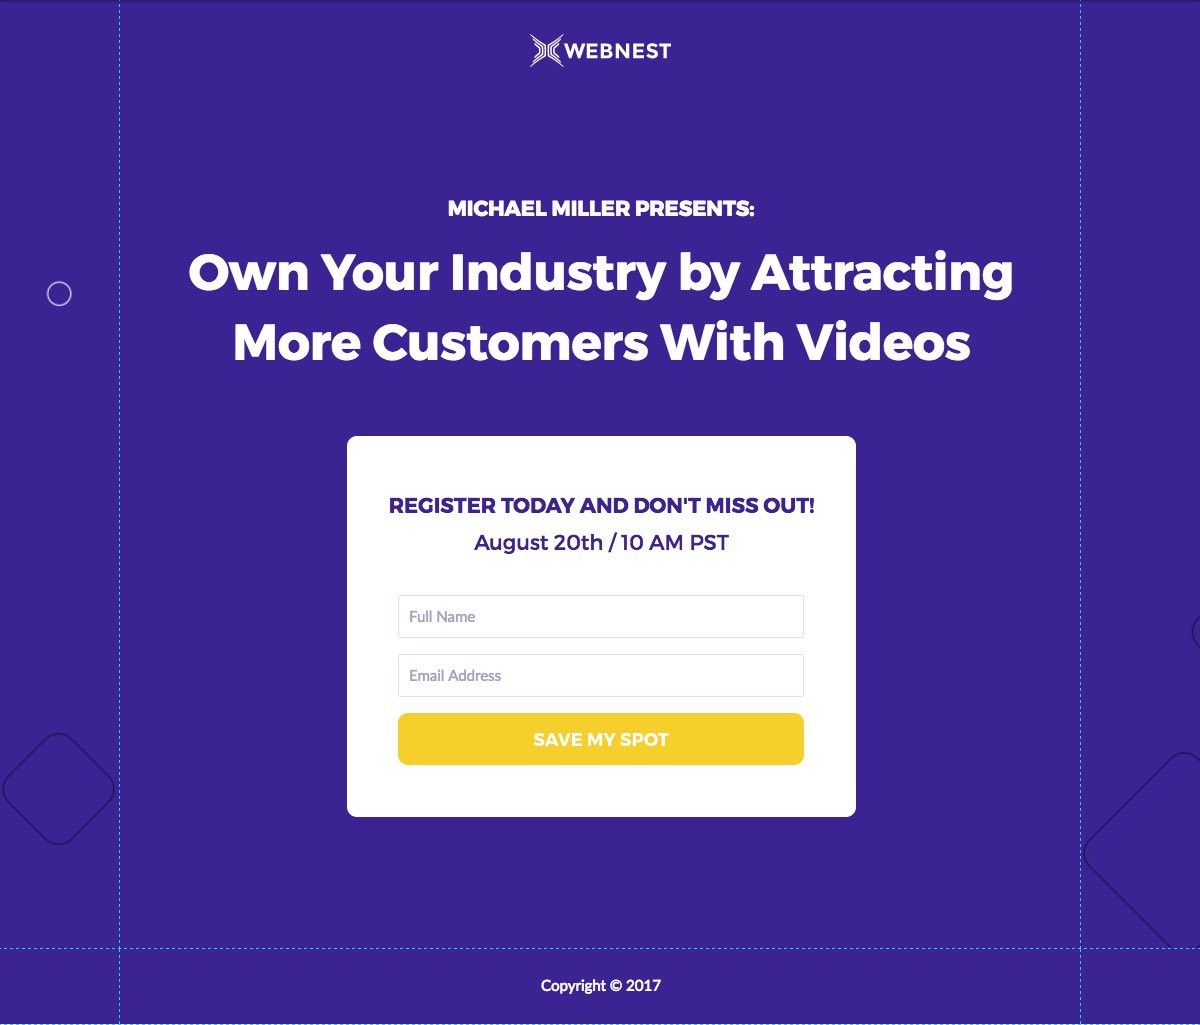 WEBNEST
MICHAEL MILLER PRESENTS:
Own Your Industry by Attracting
More Customers With Videos
REGISTER TODAY AND DON'T MISS OUT!
August 20th / 10 AM PST
Full Name
Email Address
SAVE MY SPOT
Copyright © 2017